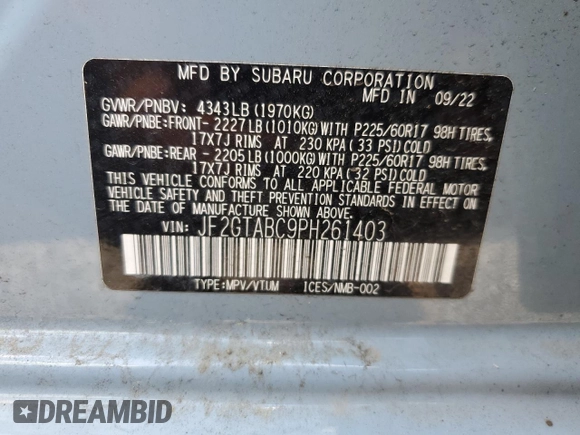 MFD BY SUBARU CORPORATION
MFD IN 09/22
GVWR/PNBV: 4343LB (1970KG)
GAWR/PNBE:FRONT- 2227LB (1010KG) WITH P225/60R17 98H TIRES,
17X7J RIMS AT 230 KPA (33 PSI) COLD
GAWR/PNBE:REAR - 2205LB (1000KG) WITH P225/60R17 98H TIRES,
17X7J RIMS AT 220 KPA (32 PSI) COLD
THIS VEHICLE CONFORMS TO ALL APPLICABLE FEDERAL MOTOR
VEHICLE SAFETY AND THEFT PREVENTION STANDARDS IN EFFECT ON
THE DATE OF MANUFACTURE SHOWN ABOVE.
VIN: JF2GTABC9PH261403
TYPE:MPV/VTUM ICES/NMB-002
DREAMBID